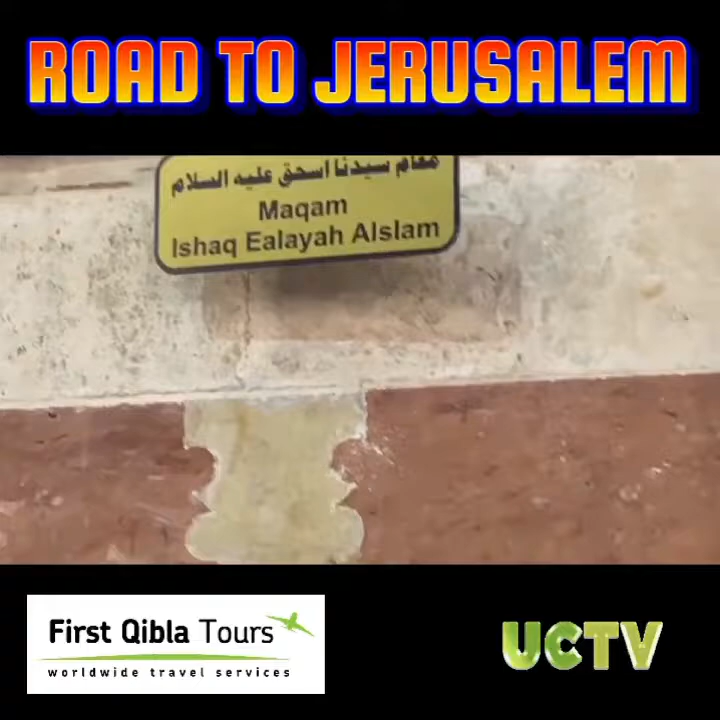 ROAD TO JERUSALEM
مقام سيدنا اسحق عليه السلام
Maqam
Ishaq Ealayah Alslam
First Qibla Tours
worldwide travel services
UCTV